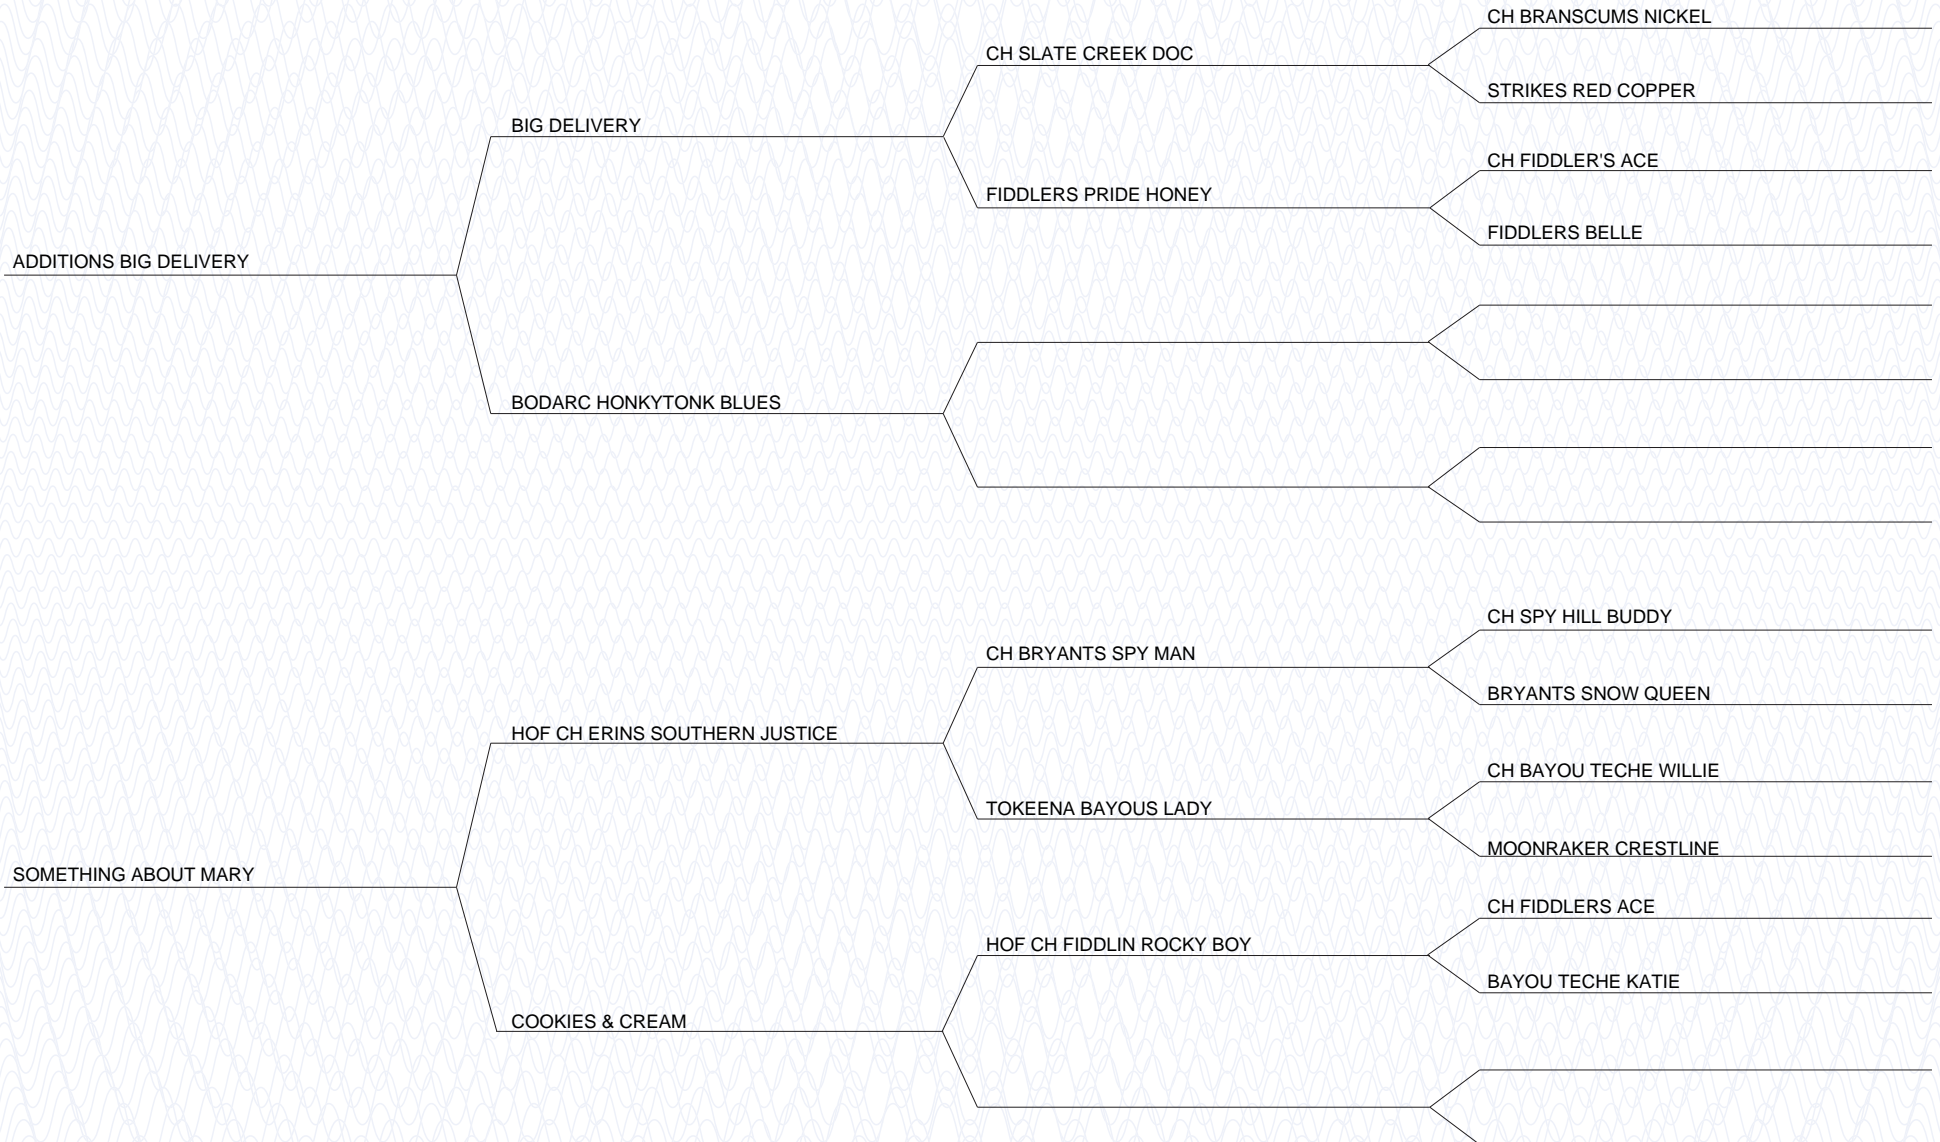 CH BRANSCUMS NICKEL
CH SLATE CREEK DOC
STRIKES RED COPPER
BIG DELIVERY
CH FIDDLER'S ACE
FIDDLERS PRIDE HONEY
FIDDLERS BELLE
ADDITIONS BIG DELIVERY
BODARC HONKYTONK BLUES
CH SPY HILL BUDDY
CH BRYANTS SPY MAN
BRYANTS SNOW QUEEN
HOF CH ERINS SOUTHERN JUSTICE
CH BAYOU TECHE WILLIE
TOKEENA BAYOUS LADY
MOONRAKER CRESTLINE
SOMETHING ABOUT MARY
CH FIDDLERS ACE
HOF CH FIDDLIN ROCKY BOY
BAYOU TECHE KATIE
COOKIES & CREAM